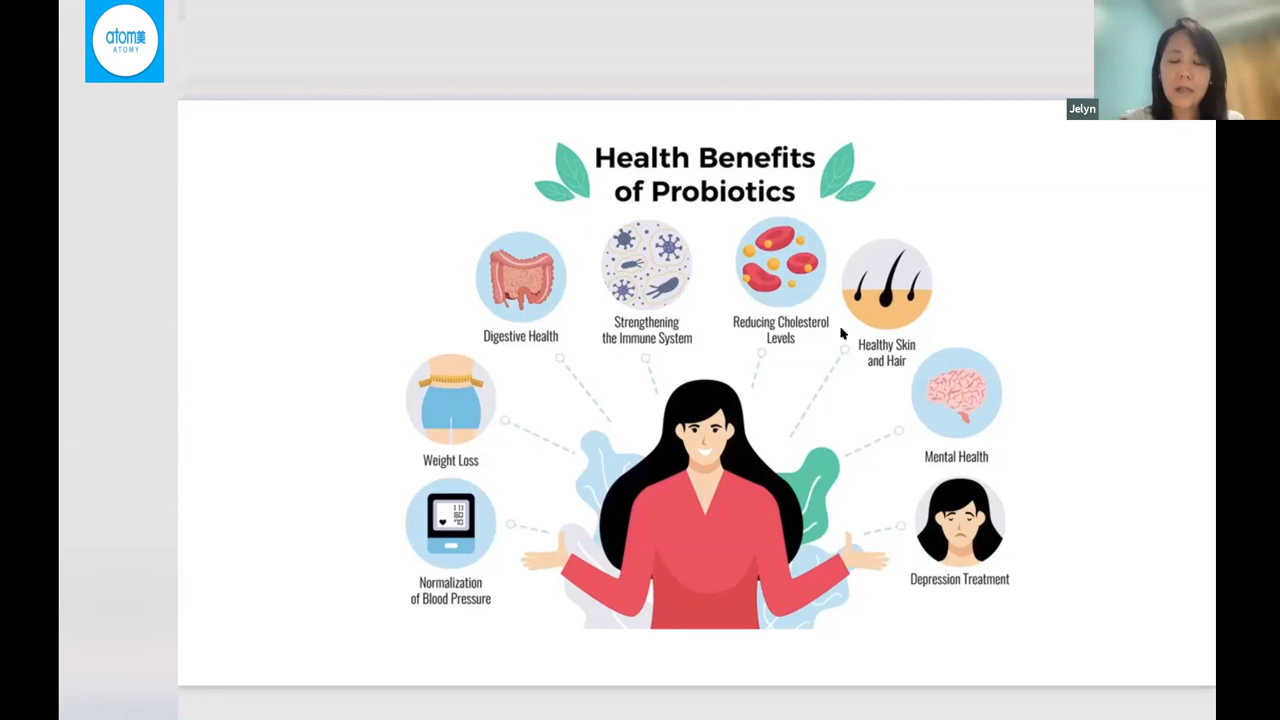 atom美
ATOMY
Jelyn
Health Benefits
of Probiotics
Digestive Health
Strengthening
the Immune System
Reducing Cholesterol
Levels
Healthy Skin
and Hair
Weight Loss
Mental Health
Normalization
of Blood Pressure
Depression Treatment